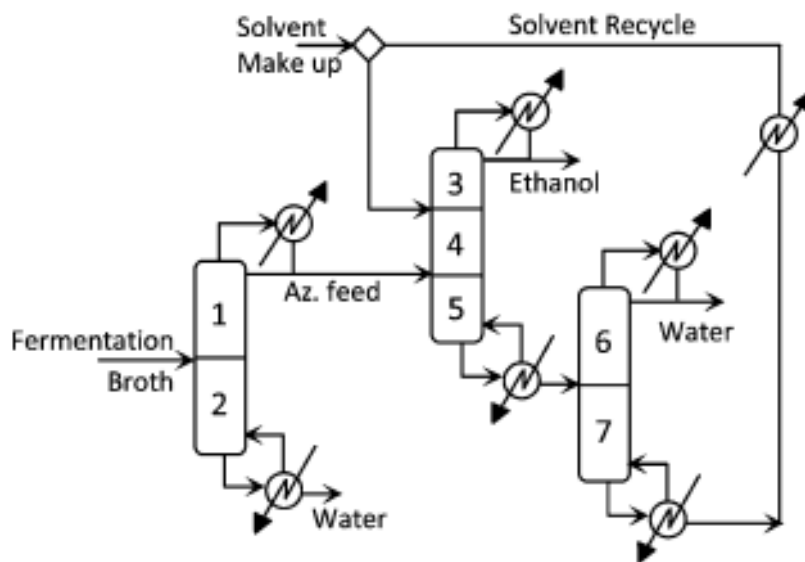 Solvent
Make up
Solvent Recycle
3
Ethanol
4
1
Az. feed
5
6
Water
Fermentation
Broth
2
7
Water